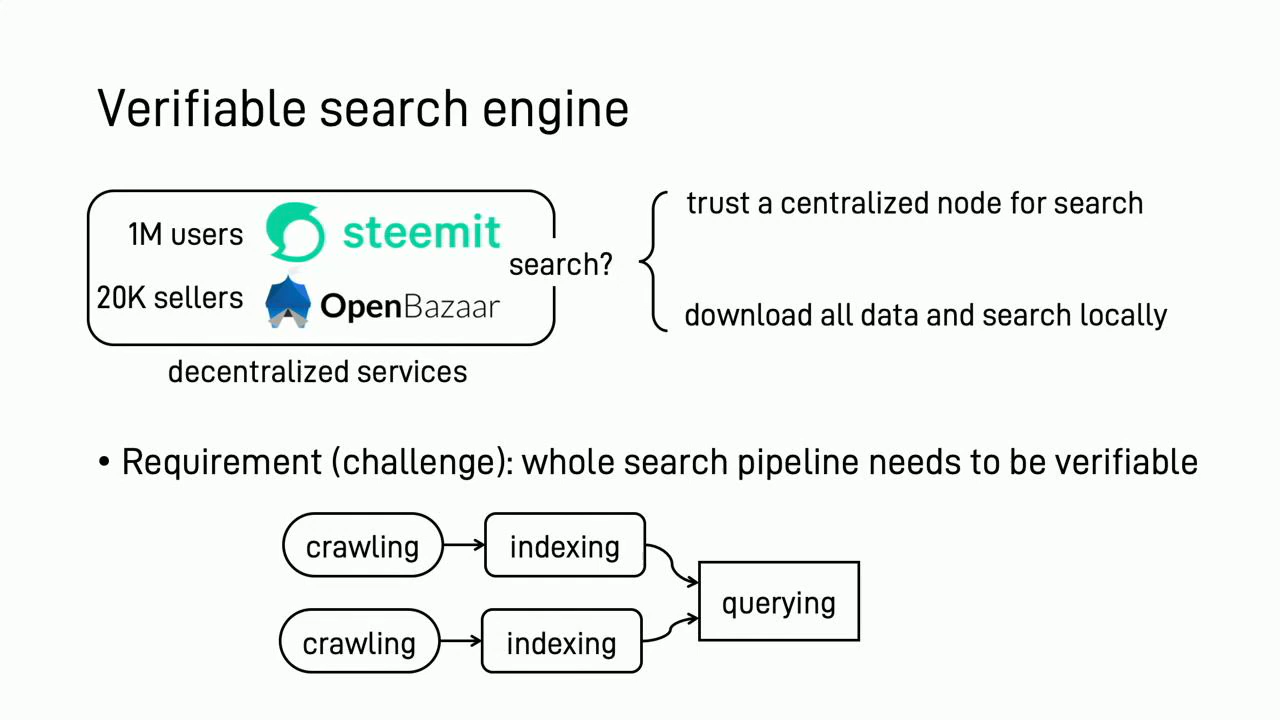 Verifiable search engine
1M users
steemit
20K sellers
OpenBazaar
search?
trust a centralized node for search
download all data and search locally
decentralized services
• Requirement (challenge): whole search pipeline needs to be verifiable
crawling
indexing
querying
crawling
indexing